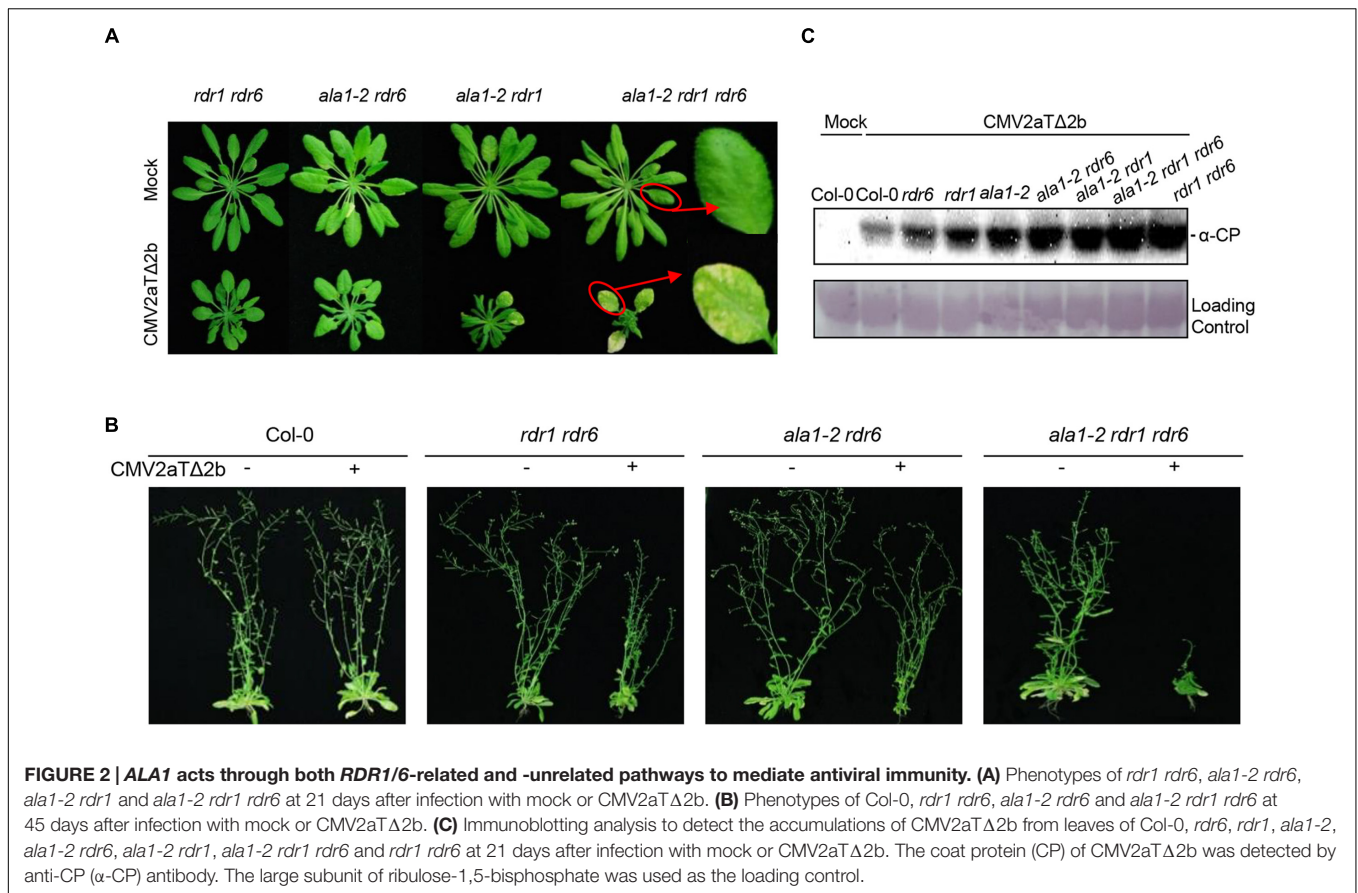 A
rdr1 rdr6 ala1-2 rdr6 ala1-2 rdr1 ala1-2 rdr1 rdr6
Mock
CMV2aTΔ2b
C
Mock CMV2aTΔ2b
Col-0 Col-0 rdr6 rdr1 ala1-2 ala1-2 rdr6 ala1-2 rdr1 ala1-2 rdr1 rdr6 rdr1 rdr6
- α-CP
Loading
Control
B
Col-0 rdr1 rdr6 ala1-2 rdr6 ala1-2 rdr1 rdr6
CMV2aTΔ2b - + - + - + - +
FIGURE 2 | ALA1 acts through both RDR1/6-related and -unrelated pathways to mediate antiviral immunity. (A) Phenotypes of rdr1 rdr6, ala1-2 rdr6,
ala1-2 rdr1 and ala1-2 rdr1 rdr6 at 21 days after infection with mock or CMV2aTΔ2b. (B) Phenotypes of Col-0, rdr1 rdr6, ala1-2 rdr6 and ala1-2 rdr1 rdr6 at
45 days after infection with mock or CMV2aTΔ2b. (C) Immunoblotting analysis to detect the accumulations of CMV2aTΔ2b from leaves of Col-0, rdr6, rdr1, ala1-2,
ala1-2 rdr6, ala1-2 rdr1, ala1-2 rdr1 rdr6 and rdr1 rdr6 at 21 days after infection with mock or CMV2aTΔ2b. The coat protein (CP) of CMV2aTΔ2b was detected by
anti-CP (α-CP) antibody. The large subunit of ribulose-1,5-bisphosphate was used as the loading control.